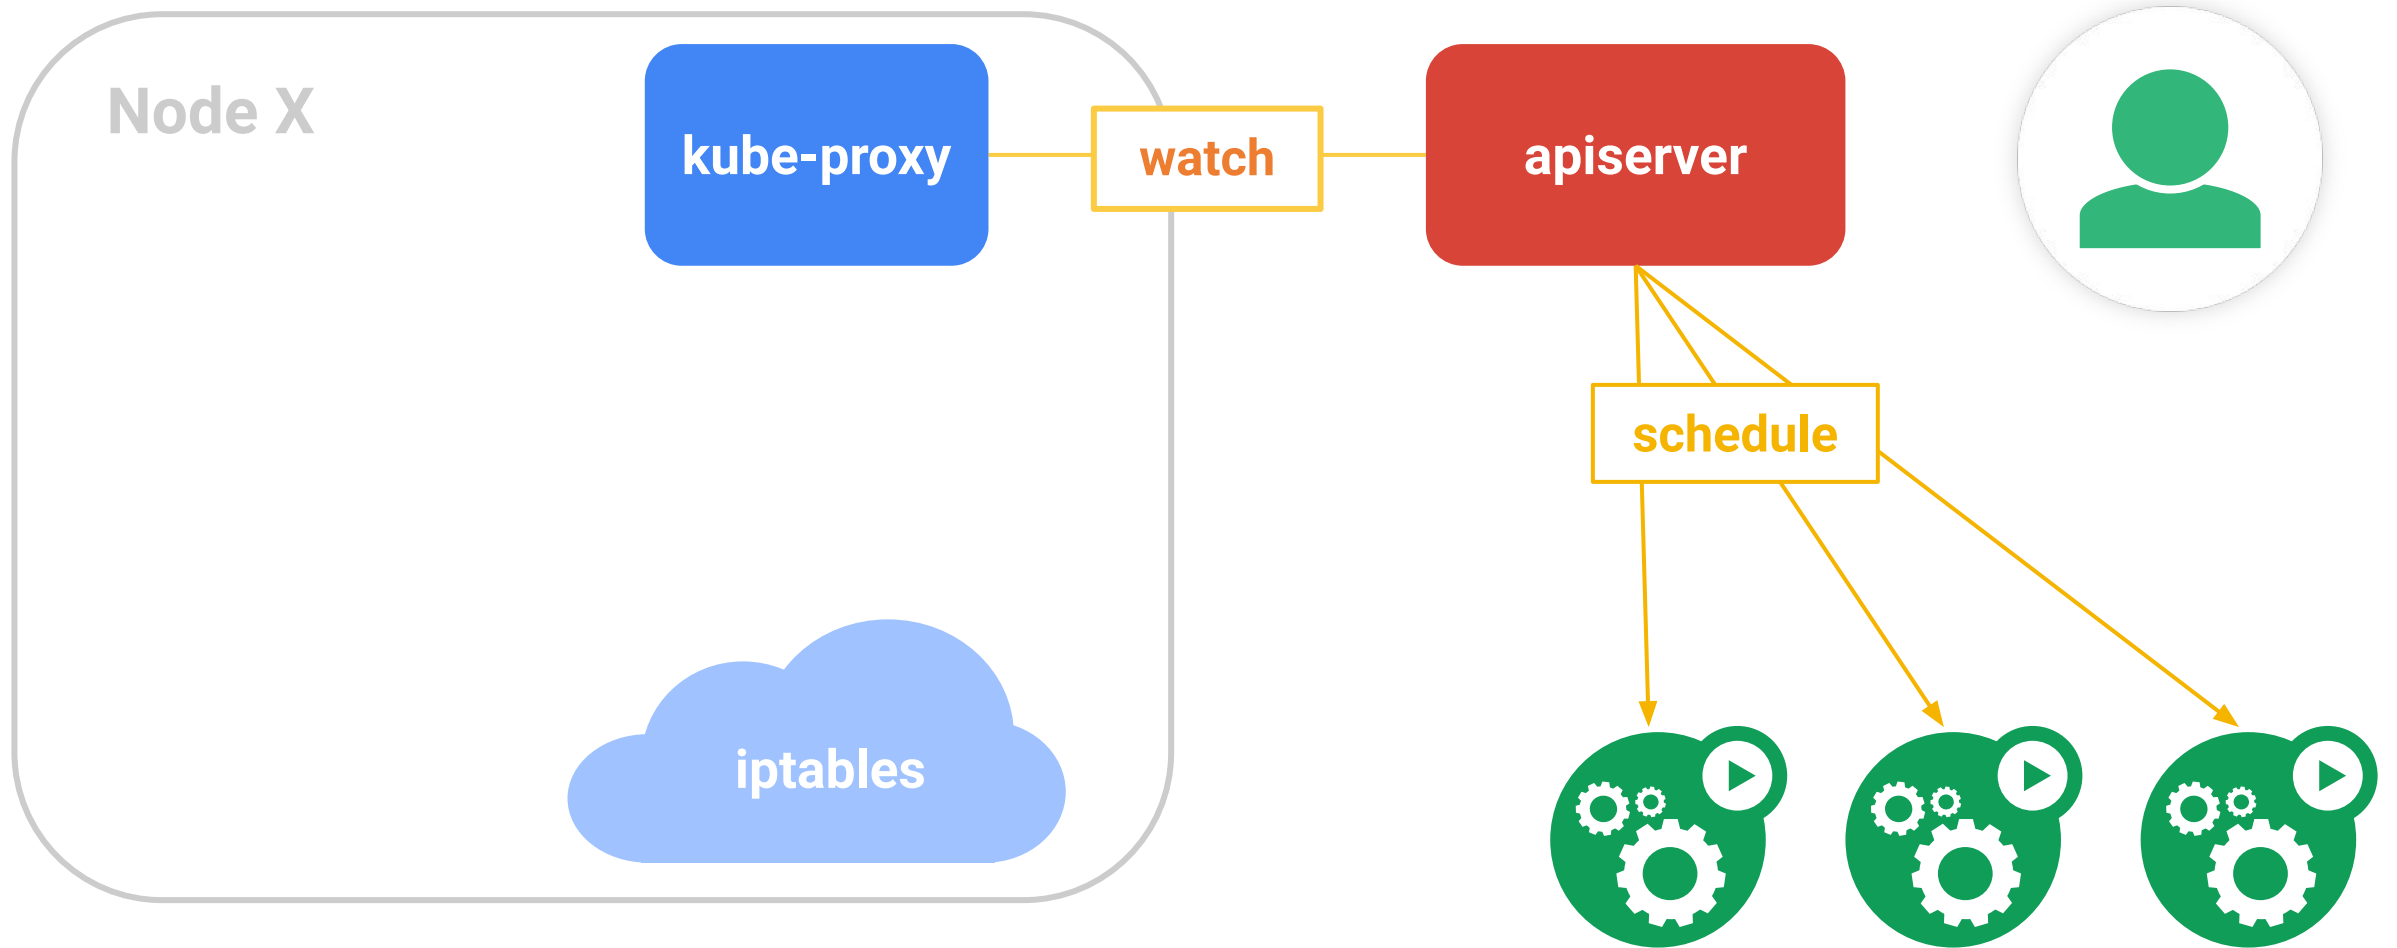 Node X
kube-proxy
watch
apiserver
schedule
iptables